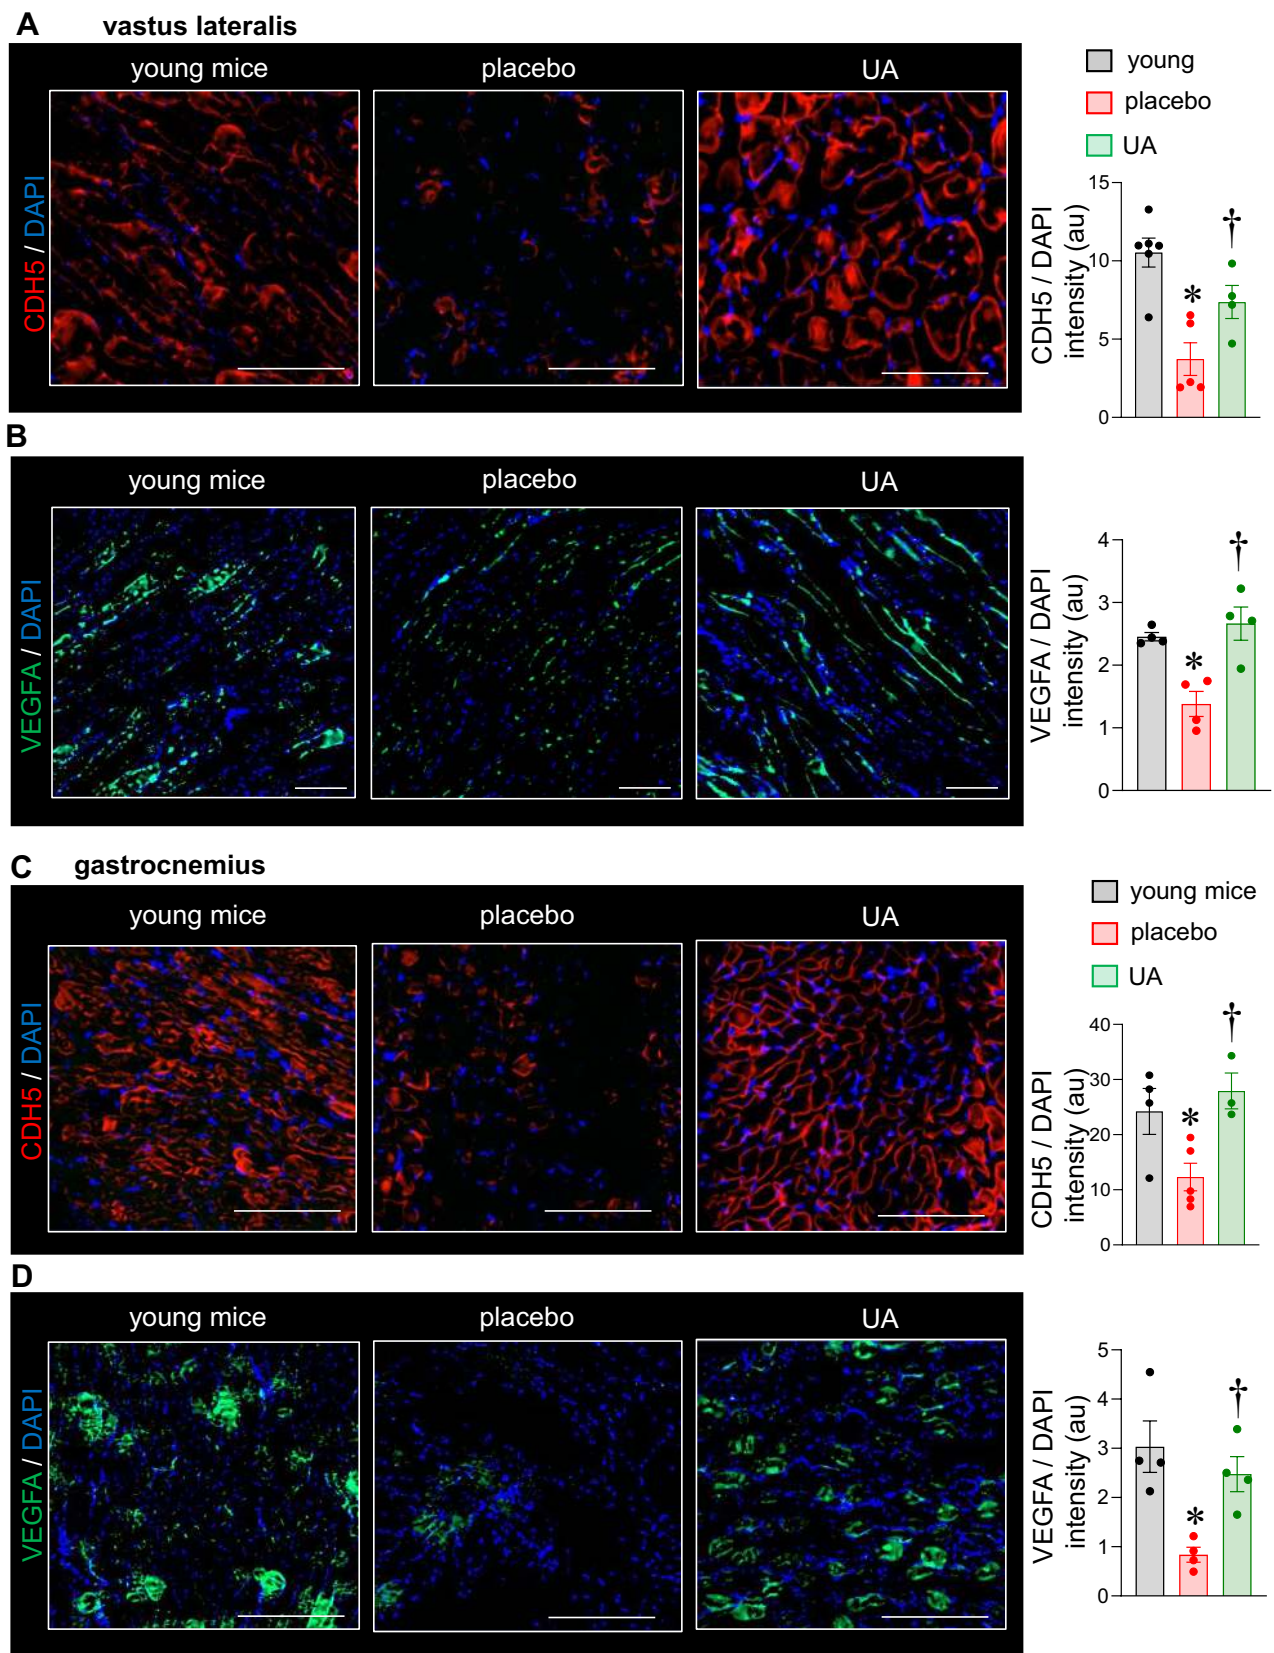 A vastus lateralis
young mice placebo UA
CDH5 / DAPI
young
placebo
UA
CDH5 / DAPI
intensity (au)
15
10
5
0
*
†
B
young mice placebo UA
VEGFA / DAPI
VEGFA / DAPI
intensity (au)
4
3
2
1
0
*
†
C gastrocnemius
young mice placebo UA
CDH5 / DAPI
young mice
placebo
UA
CDH5 / DAPI
intensity (au)
40
30
20
10
0
*
†
D
young mice placebo UA
VEGFA / DAPI
VEGFA / DAPI
intensity (au)
5
4
3
2
1
0
*
†